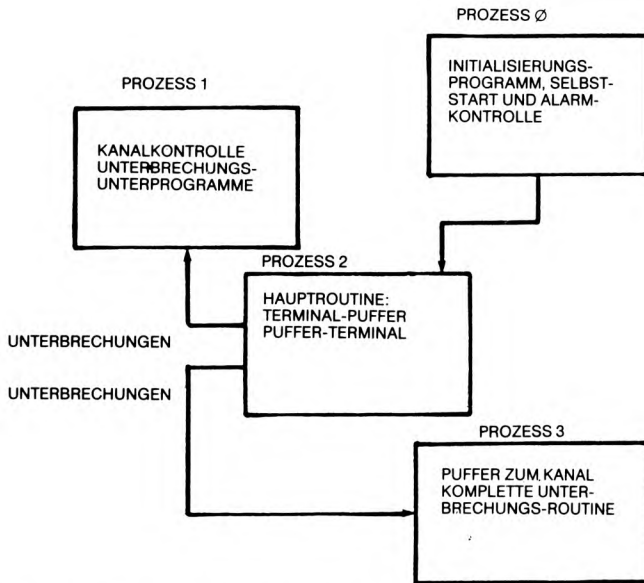 PROZESS Ø
INITIALISIERUNGS-
PROGRAMM, SELBST-
START UND ALARM-
KONTROLLE
PROZESS 1
KANALKONTROLLE
UNTERBRECHUNGS-
UNTERPROGRAMME
PROZESS 2
HAUPTROUTINE:
TERMINAL-PUFFER
PUFFER-TERMINAL
UNTERBRECHUNGEN
UNTERBRECHUNGEN
PROZESS 3
PUFFER ZUM KANAL
KOMPLETTE UNTER-
BRECHUNGS-ROUTINE